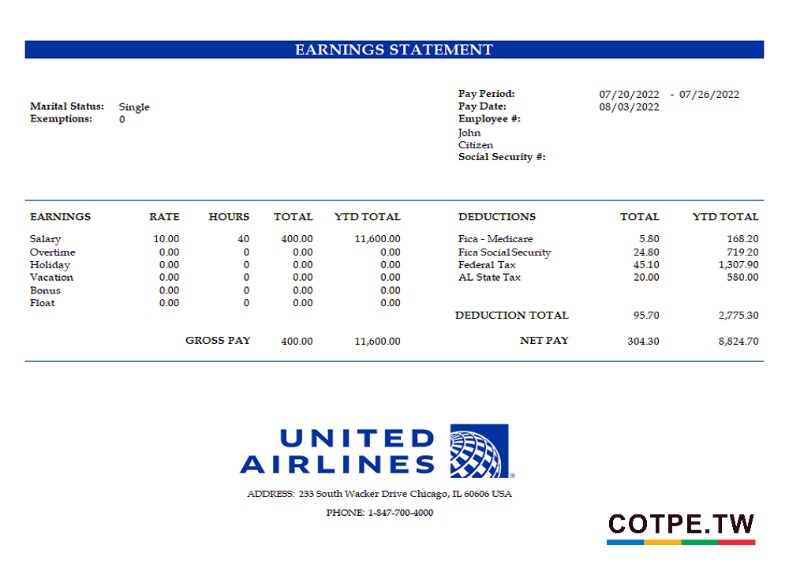 EARNINGS STATEMENT
Marital Status: Single
Exemptions: 0
Pay Period: 07/20/2022 - 07/26/2022
Pay Date: 08/03/2022
Employee #:
John
Citizen
Social Security #:
EARNINGS RATE HOURS TOTAL YTD TOTAL DEDUCTIONS TOTAL YTD TOTAL
Salary 10.00 40 400.00 11,600.00 Fica - Medicare 5.80 168.20
Overtime 0.00 0 0.00 0.00 Fica SocialSecurity 24.80 719.20
Holiday 0.00 0 0.00 0.00 Federal Tax 45.10 1,307.90
Vacation 0.00 0 0.00 0.00 AL State Tax 20.00 580.00
Bonus 0.00 0 0.00 0.00
Float 0.00 0 0.00 0.00
DEDUCTION TOTAL 95.70 2,775.30
GROSS PAY 400.00 11,600.00 NET PAY 304.30 8,824.70
UNITED
AIRLINES
ADDRESS: 233 South Wacker Drive Chicago, IL 60606 USA
PHONE: 1-847-700-4000
COTPE.TW